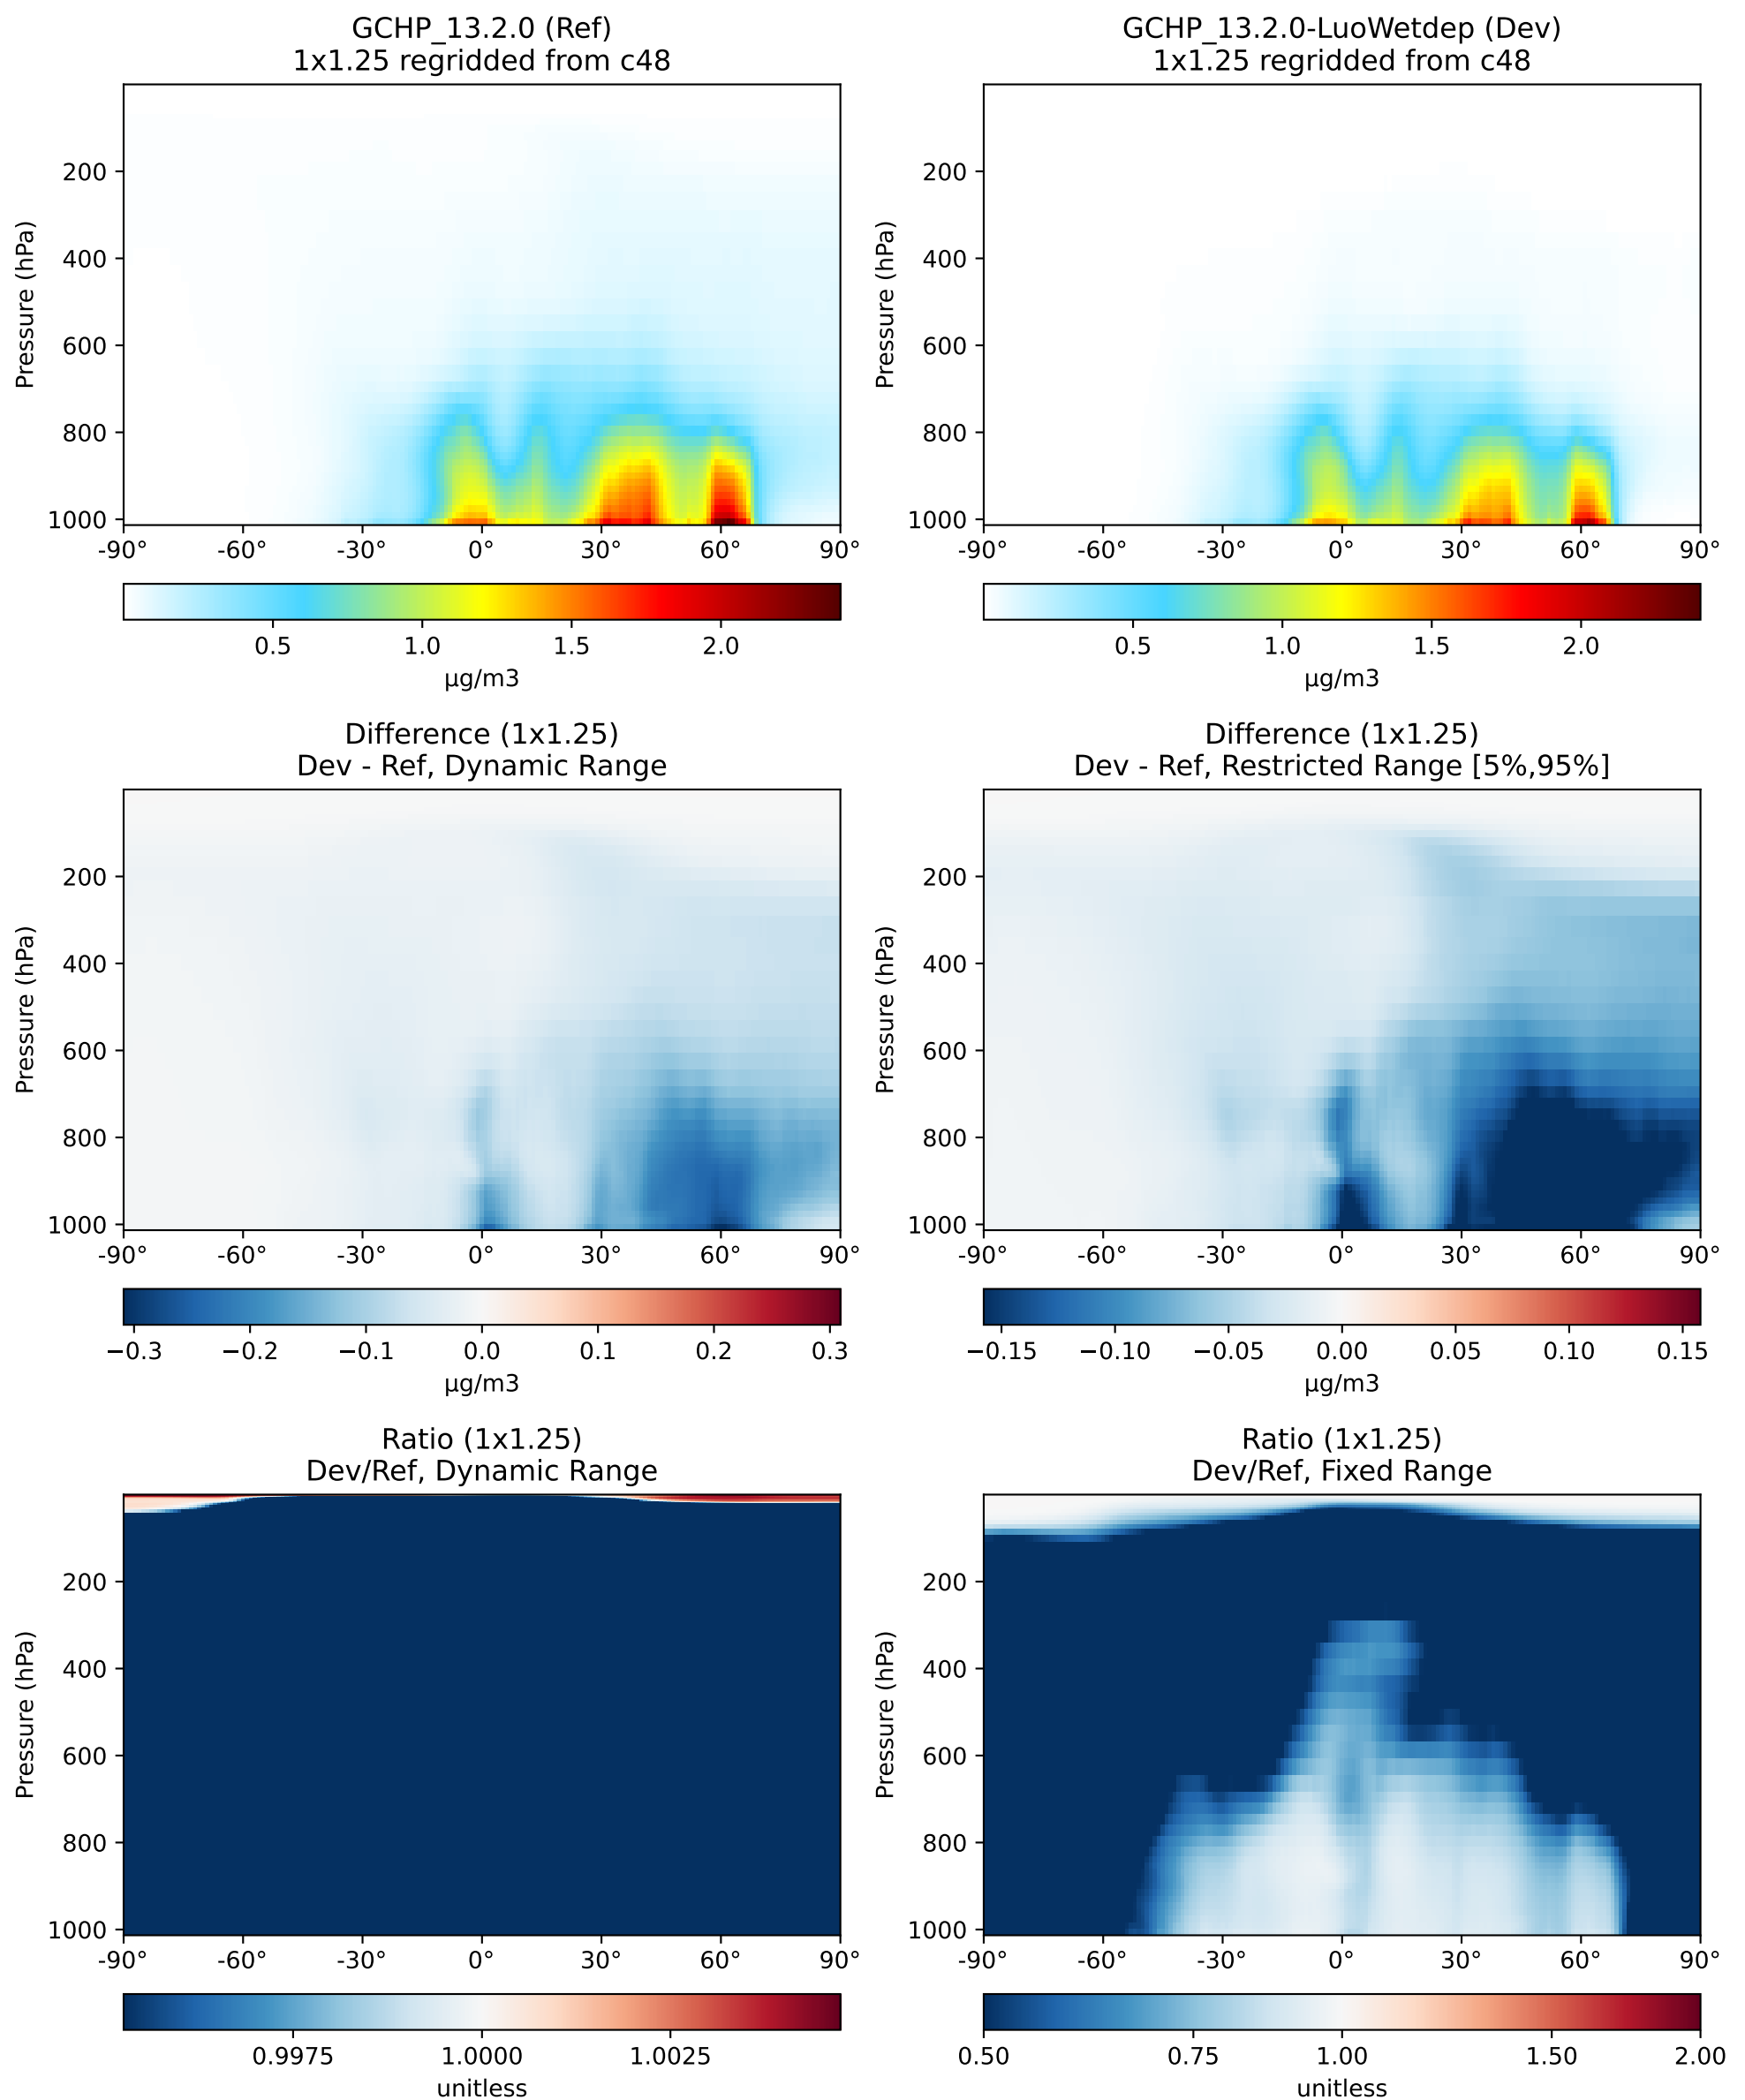 GCHP_13.2.0 (Ref)
1x1.25 regridded from c48
Pressure (hPa)
200
400
600
800
1000
-90° -60° -30° 0° 30° 60° 90°
0.5 1.0 1.5 2.0
µg/m3
GCHP_13.2.0-LuoWetdep (Dev)
1x1.25 regridded from c48
Pressure (hPa)
200
400
600
800
1000
-90° -60° -30° 0° 30° 60° 90°
0.5 1.0 1.5 2.0
µg/m3
Difference (1x1.25)
Dev - Ref, Dynamic Range
Pressure (hPa)
200
400
600
800
1000
-90° -60° -30° 0° 30° 60° 90°
−0.3 −0.2 −0.1 0.0 0.1 0.2 0.3
µg/m3
Difference (1x1.25)
Dev - Ref, Restricted Range [5%,95%]
Pressure (hPa)
200
400
600
800
1000
-90° -60° -30° 0° 30° 60° 90°
−0.15 −0.10 −0.05 0.00 0.05 0.10 0.15
µg/m3
Ratio (1x1.25)
Dev/Ref, Dynamic Range
Pressure (hPa)
200
400
600
800
1000
-90° -60° -30° 0° 30° 60° 90°
0.9975 1.0000 1.0025
unitless
Ratio (1x1.25)
Dev/Ref, Fixed Range
Pressure (hPa)
200
400
600
800
1000
-90° -60° -30° 0° 30° 60° 90°
0.50 0.75 1.00 1.50 2.00
unitless